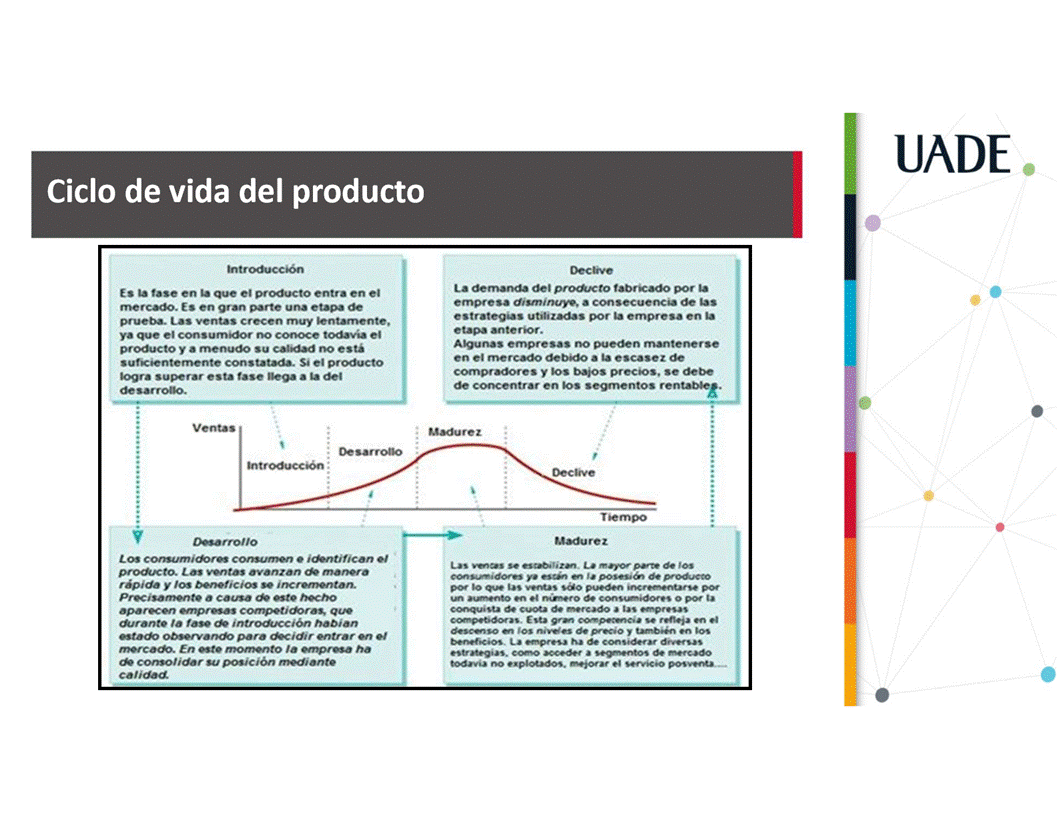 UADE
Ciclo de vida del producto
Introducción
Es la fase en la que el producto entra en el
mercado. Es en gran parte una etapa de
prueba. Las ventas crecen muy lentamente,
ya que el consumidor no conoce todavía el
producto y a menudo su calidad no está
suficientemente constatada. Si el producto
logra superar esta fase llega a la del
desarrollo.
Declive
La demanda del producto fabricado por la
empresa disminuye, a consecuencia de las
estrategias utilizadas por la empresa en la
etapa anterior.
Algunas empresas no pueden mantenerse
en el mercado debido a la escasez de
compradores y los bajos precios, se debe
de concentrar en los segmentos rentables.
Ventas
Introducción
Desarrollo
Madurez
Declive
Tiempo
Desarrollo
Los consumidores consumen e identifican el
producto. Las ventas avanzan de manera
rápida y los beneficios se incrementan.
Precisamente a causa de este hecho
aparecen empresas competidoras, que
durante la fase de introducción habian
estado observando para decidir entrar en el
mercado. En este momento la empresa ha
de consolidar su posición mediante
calidad.
Madurez
Las ventas se estabilizan. La mayor parte de los
consumidores ya están en la posesión de producto
por lo que las ventas sólo pueden incrementarse por
un aumento en el número de consumidores o por la
conquista de cuota de mercado a las empresas
competidoras. Esta gran competencia se refleja en el
descenso en los niveles de precio y también en los
beneficios. La empresa ha de considerar diversas
estrategias, como acceder a segmentos de mercado
todavia no explotados, mejorar el servicio posventa....